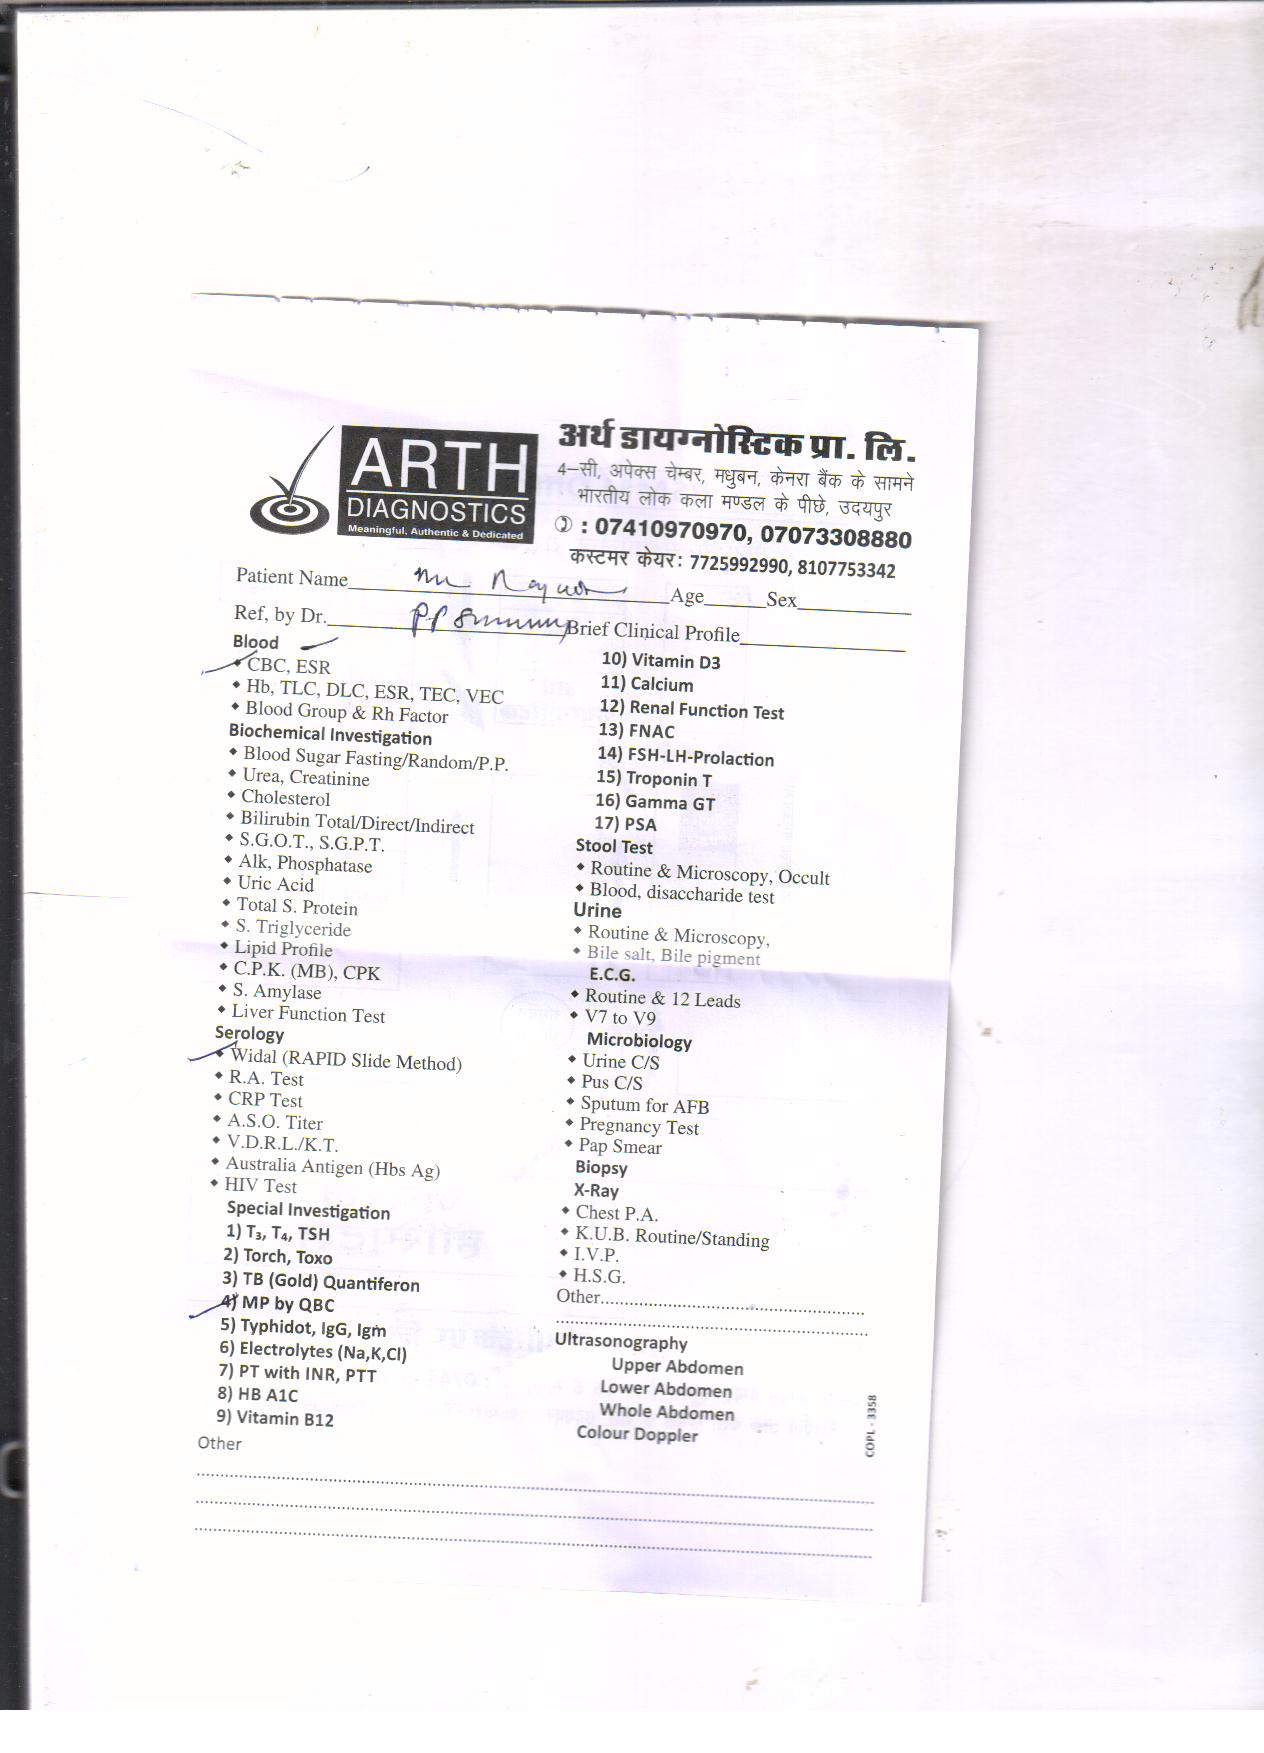 ARTH
DIAGNOSTICS
Meaningful, Authentic & Dedicated
अर्थ डायग्नोस्टिक प्रा. लि.
4–सी, अपेक्स चेम्बर, मधुबन, केनरा बैंक के सामने
भारतीय लोक कला मण्डल के पीछे, उदयपुर
✆ : 07410970970, 07073308880
कस्टमर केयर: 7725992990, 8107753342
Patient Name Age Sex
Ref, by Dr. Brief Clinical Profile
Blood
CBC, ESR
Hb, TLC, DLC, ESR, TEC, VEC
Blood Group & Rh Factor
Biochemical Investigation
Blood Sugar Fasting/Random/P.P.
Urea, Creatinine
Cholesterol
Bilirubin Total/Direct/Indirect
S.G.O.T., S.G.P.T.
Alk, Phosphatase
Uric Acid
Total S. Protein
S. Triglyceride
Lipid Profile
C.P.K. (MB), CPK
S. Amylase
Liver Function Test
Serology
Widal (RAPID Slide Method)
R.A. Test
CRP Test
A.S.O. Titer
V.D.R.L./K.T.
Australia Antigen (Hbs Ag)
HIV Test
Special Investigation
1) T₃, T₄, TSH
2) Torch, Toxo
3) TB (Gold) Quantiferon
4) MP by QBC
5) Typhidot, IgG, Igm
6) Electrolytes (Na,K,Cl)
7) PT with INR, PTT
8) HB A1C
9) Vitamin B12
Other
10) Vitamin D3
11) Calcium
12) Renal Function Test
13) FNAC
14) FSH-LH-Prolaction
15) Troponin T
16) Gamma GT
17) PSA
Stool Test
Routine & Microscopy, Occult
Blood, disaccharide test
Urine
Routine & Microscopy,
Bile salt, Bile pigment
E.C.G.
Routine & 12 Leads
V7 to V9
Microbiology
Urine C/S
Pus C/S
Sputum for AFB
Pregnancy Test
Pap Smear
Biopsy
X-Ray
Chest P.A.
K.U.B. Routine/Standing
I.V.P.
H.S.G.
Other
Ultrasonography
Upper Abdomen
Lower Abdomen
Whole Abdomen
Colour Doppler
COPL - 3358